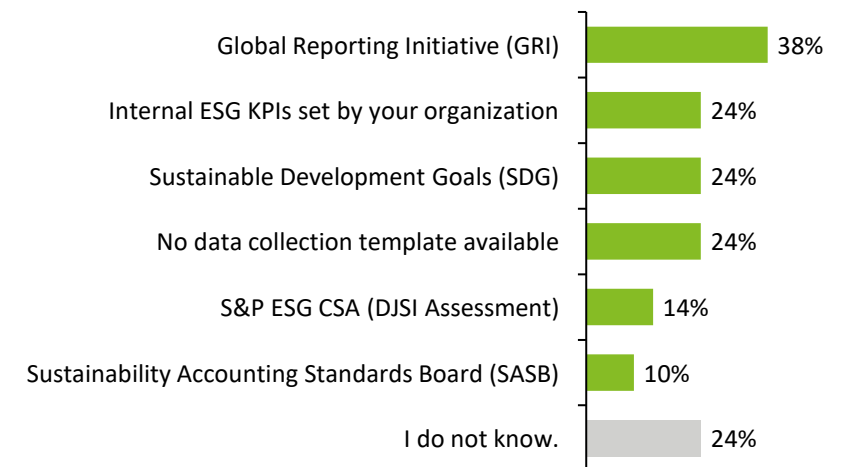 Global Reporting Initiative (GRI) 38%
Internal ESG KPIs set by your organization 24%
Sustainable Development Goals (SDG) 24%
No data collection template available 24%
S&P ESG CSA (DJSI Assessment) 14%
Sustainability Accounting Standards Board (SASB) 10%
I do not know. 24%